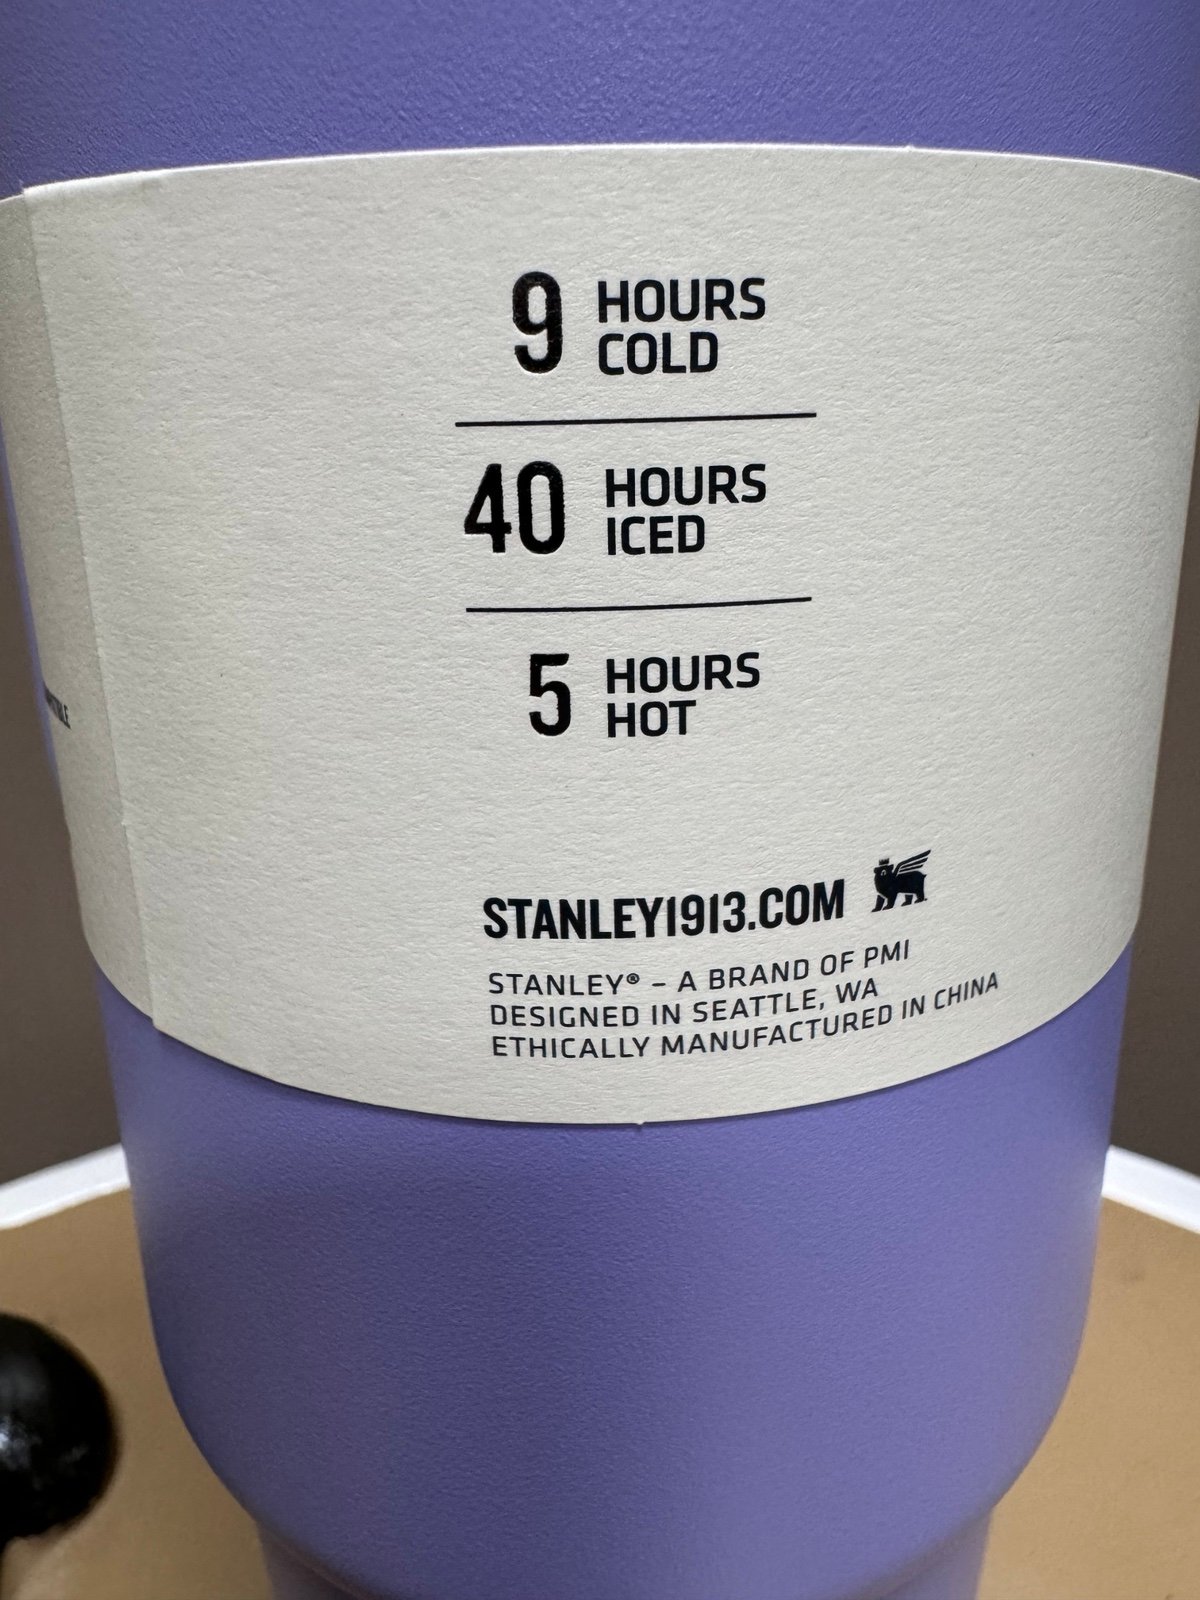 9 HOURS
COLD
40 HOURS
ICED
5 HOURS
HOT
STANLEY1913.COM
STANLEY® – A BRAND OF PMI
DESIGNED IN SEATTLE, WA
ETHICALLY MANUFACTURED IN CHINA